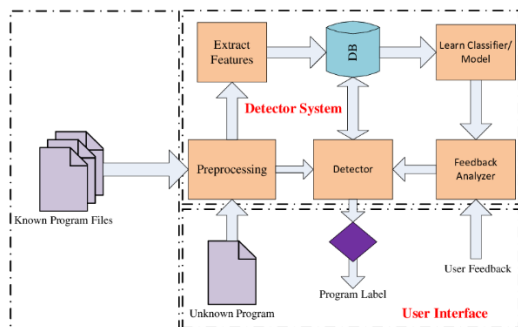 Extract
Features
DB
Learn Classifier/
Model
Detector System
Preprocessing
Detector
Feedback
Analyzer
Known Program Files
Unknown Program
Program Label
User Feedback
User Interface